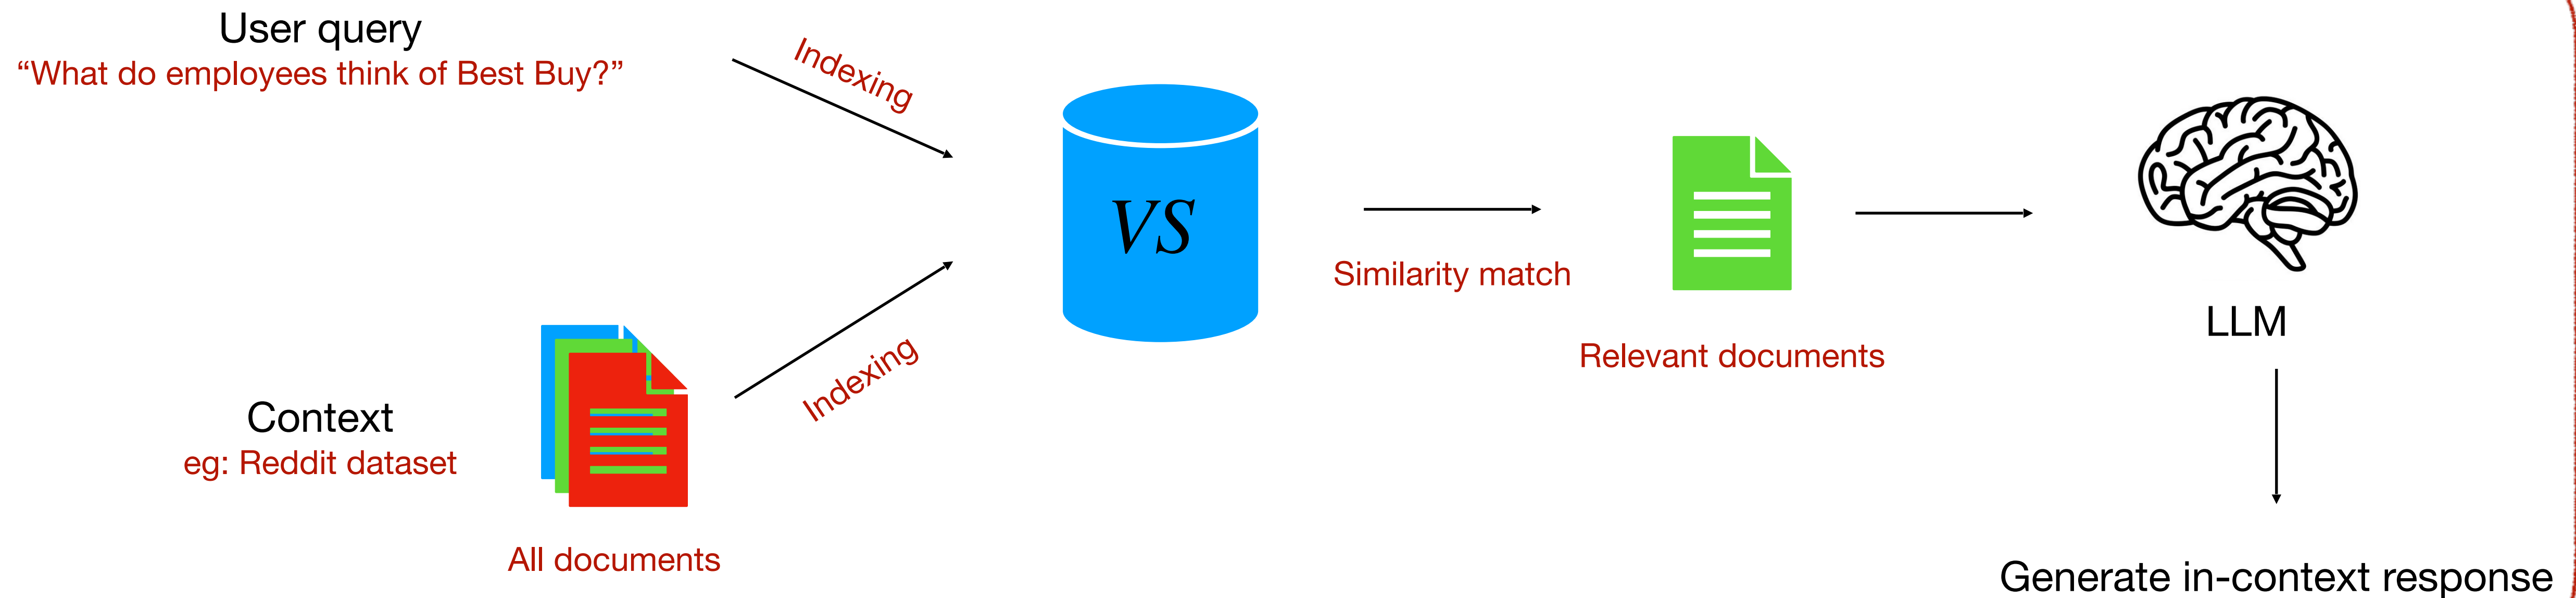 User query
“What do employees think of Best Buy?”
Indexing
VS
Similarity match
Relevant documents
LLM
Context
eg: Reddit dataset
Indexing
All documents
Generate in-context response